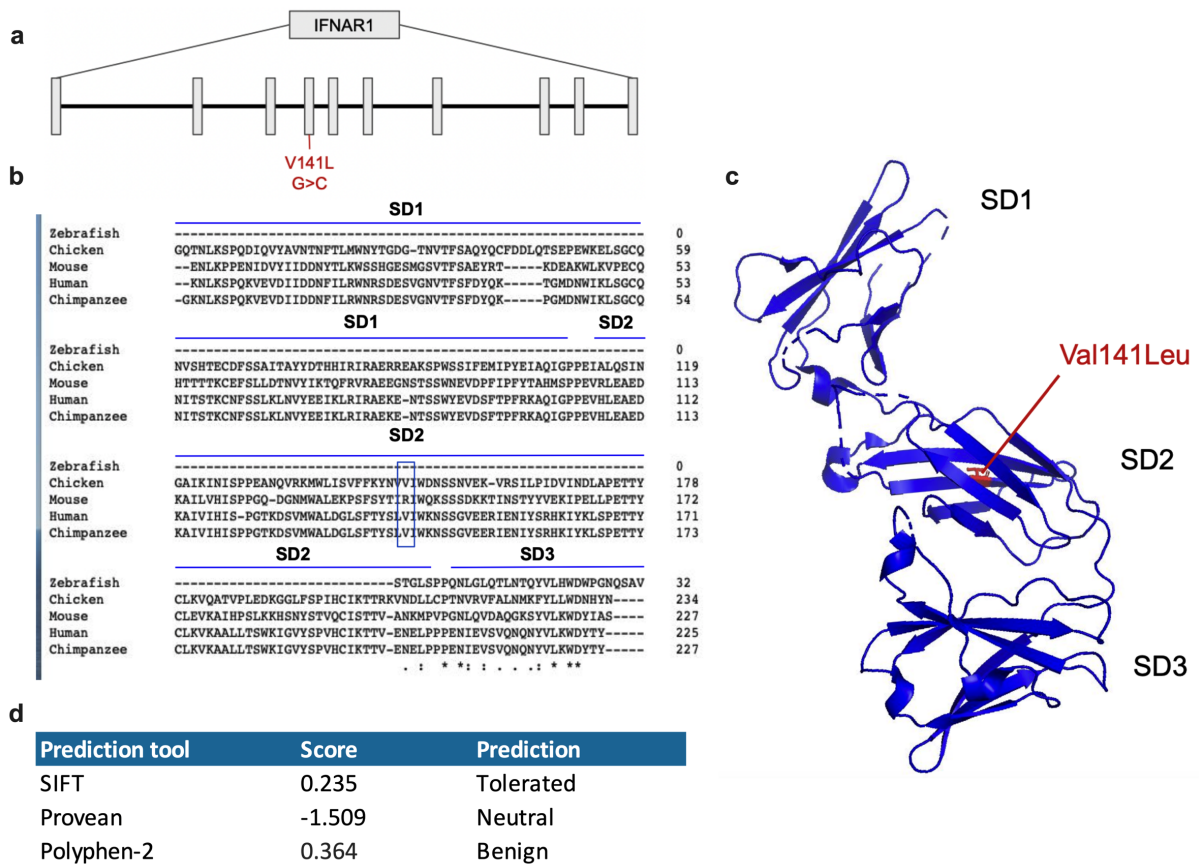 a
IFNAR1
V141L
G>C
b
SD1
Zebrafish ------------------------------------------------------------ 0
Chicken GQTNLKSPQDIQVYAVNTNFTLMWNYTGDG-TNVTFSAQYQCFDDLQTSEPEWKELSGCQ 59
Mouse --ENLKPPENIDVYIIDDNYTLKWSSHGESMGSVTFSAEYRT-----KDEAKWLKVPECQ 53
Human --KNLKSPQKVEVDIIDDNFILRWNRSDESVGNVTFSFDYQK-----TGMDNWIKLSGCQ 53
Chimpanzee -GKNLKSPQKVEVDIIDDNFILRWNRSDESVGNVTFSFDYQK-----TGMDNWIKLSGCQ 54
SD1 SD2
Zebrafish ------------------------------------------------------------ 0
Chicken NVSHTECDFSSAITAYYDTHHIRIRAERREAKSPWSSIFEMIPYEIAQIGPPEIALQSIN 119
Mouse HTTTTKCEFSLLDTNVYIKTQFRVRAEEGNSTSSWNEVDPFIPFYTAHMSPPEVRLEAED 113
Human NITSTKCNFSSLKLNVYEEIKLRIRAEKE-NTSSWYEVDSFTPFRKAQIGPPEVHLEAED 112
Chimpanzee NITSTKCNFSSLKLNVYEEIKLRIRAEKE-NTSSWYEVDSFTPFRKAQIGPPEVHLEAED 113
SD2
Zebrafish ------------------------------------------------------------ 0
Chicken GAIKINISPPEANQVRKMWLISVFFKYNVVIWDNSSNVEK-VRSILPIDVINDLAPETTY 178
Mouse KAILVHISPPGQ-DGNMWALEKPSFTYTIRIWQKSSSDKKTINSTYYVEKIPELLPETTY 172
Human KAIVIHIS-PGTKDSVMWALDGLSFTYSLVIWKNSSGVEERIENIYSRHKIYKLSPETTY 171
Chimpanzee KAIVIHISPPGTKDSVMWALDGLSFTYSLVIWKNSSGVEERIENIYSRHKIYKLSPETTY 173
SD2 SD3
Zebrafish ----------------------------STGLSPPQNLGLQTLNTQYVLHWDWPGNQSAV 32
Chicken CLKVQATVPLEDKGGLFSPIHCIKTTRKVNDLLCPTNVRVFALNMKFYLLWDNHYN---- 234
Mouse CLEVKAIHPSLKKHSNYSTVQCISTTV-ANKMPVPGNLQVDAQGKSYVLKWDYIAS---- 227
Human CLKVKAALLTSWKIGVYSPVHCIKTTV-ENELPPPENIEVSVQNQNYVLKWDYTY----- 225
Chimpanzee CLKVKAALLTSWKIGVYSPVHCIKTTV-ENELPPPENIEVSVQNQNYVLKWDYTY----- 227
. : * *: . . . .: * **
c
SD1
Val141Leu
SD2
SD3
d
Prediction tool Score Prediction
SIFT 0.235 Tolerated
Provean -1.509 Neutral
Polyphen-2 0.364 Benign